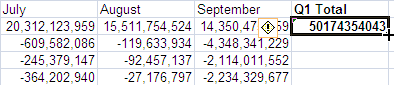 July August September Q1 Total
20,312,123,959 15,511,754,524 50174354043
-609,582,086 -119,633,934 -4,348,341,229
-245,379,147 -92,457,137 -2,114,011,552
-364,202,940 -27,176,797 -2,234,329,677